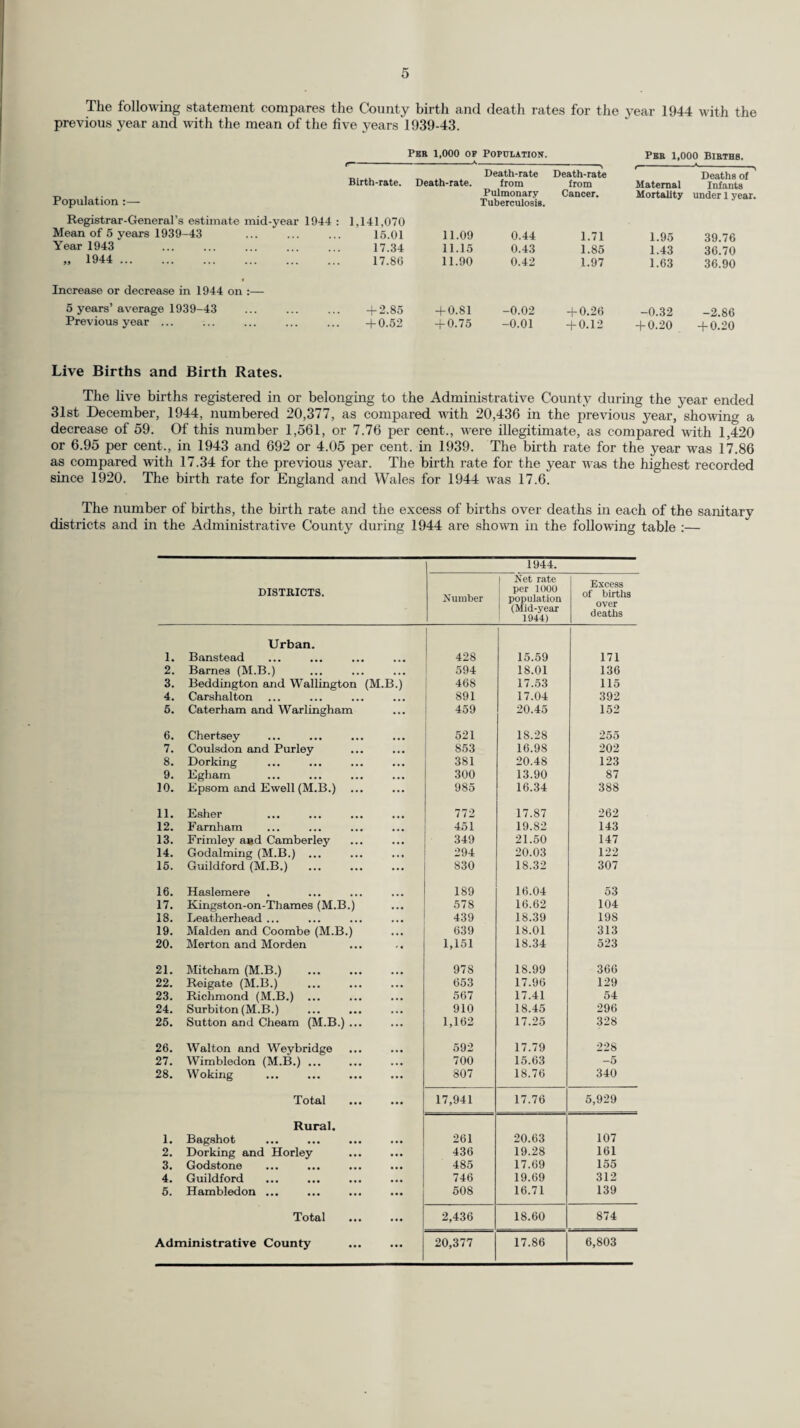 5
The following statement compares the County birth and death rates for the year 1944 with the
previous year and with the mean of the five years 1939-43.
Per 1,000 of Population. Per 1,000 Births.
Population :— Birth-rate. Death-rate. Death-rate from Pulmonary Tuberculosis. Death-rate from Cancer. Maternal Mortality Deaths of Infants under 1 year.
Registrar-General's estimate mid-year 1944 : 1,141,070
Mean of 5 years 1939-43 ... ... ... 15.01 11.09 0.44 1.71 1.95 39.76
Year 1943 ... ... ... ... ... 17.34 11.15 0.43 1.85 1.43 36.70
„ 1944 ... ... ... ... ... ... 17.86 11.90 0.42 1.97 1.63 36.90
Increase or decrease in 1944 on :—
5 years' average 1939-43 ... ... ... +2.85 +0.81 -0.02 +0.26 -0.32 -2.86
Previous year ... ... ... ... ... +0.52 +0.75 -0.01 +0.12 +0.20 +0.20
Live Births and Birth Rates.
The live births registered in or belonging to the Administrative County during the year ended
31st December, 1944, numbered 20,377, as compared with 20,436 in the previous year, showing a
decrease of 59. Of this number 1,561, or 7.76 per cent., were illegitimate, as compared with 1,420
or 6.95 per cent., in 1943 and 692 or 4.05 per cent. in 1939. The birth rate for the year was 17.86
as compared with 17.34 for the previous year. The birth rate for the year was the highest recorded
since 1920. The birth rate for England and Wales for 1944 was 17.6.
The number of births, the birth rate and the excess of births over deaths in each of the sanitary
districts and in the Administrative County during 1944 are shown in the following table :—
1944.
DISTRICTS. Number Net rate per 1000 population (Mid-year 1944) Excess of births over deaths
Urban.
1. Banstead ... ... ... ... 428 15.59 171
2. Barnes (M.B.) ... ... ... 594 18.01 136
3. Beddington and Wallington (M.B.) 468 17.53 115
4. Carshalton ... ... ... ... 891 17.04 392
5. Caterham and Warlingham ... 459 20.45 152
6. Chertsey ... ... ... ... 521 18.28 255
7. Coulsdon and Purley ... ... 853 16.98 202
8. Dorking ... ... ... ... 381 20.48 123
9. Egham ... ... ... ... 300 13.90 87
10. Epsom and Ewell (M.B.) ... ... 985 16.34 388
11. Esher ... ... ... ... 772 17.87 262
12. Farnham ... ... ... ... 451 19.82 143
13. Frimley and Camberley ... ... 349 21.50 147
14. Godalming (M.B.) ... ... ... 294 20.03 122
15. Guildford (M.B.) ... ... ... 830 18.32 307
16. Haslemere . ... ... ... 189 16.04 53
17. Kingston-on-Thames (M.B.) ... 578 16.62 104
18. Leatherhead ... ... ... ... 439 18.39 198
19. Malden and Coombe (M.B.) ... 639 18.01 313
20. Merton and Morden ... .. 1,151 18.34 523
21. Mitcham (M.B.) ... ... ... 978 18.99 366
22. Reigate (M.B.) ... ... ... 653 17.96 129
23. Richmond (M.B.) ... ... ... 567 17.41 54
24. Surbiton (M.B.) ... ... ... 910 18.45 296
25. Sutton and Cheam (M.B.) ... ... 1,162 17.25 328
26. Walton and Weybridge ... ... 592 17.79 228
27. Wimbledon (M.B.) ... ... ... 700 15.63 -5
28. Woking ... ... ... ... 807 18.76 340
Total ... ... 17,941 17.76 5,929
Rural.
1. Bagshot ... ... ... ... 261 20.63 107
2. Dorking and Horley ... ... 436 19.28 161
3. Godstone ... ... ... ... 485 17.69 155
4. Guildford ... ... ... ... 746 19.69 312
5. Hambledon ... ... ... ... 508 16.71 139
Total ... ... 2,436 18.60 874
Administrative County ... ... 20,377 17.86 6,803